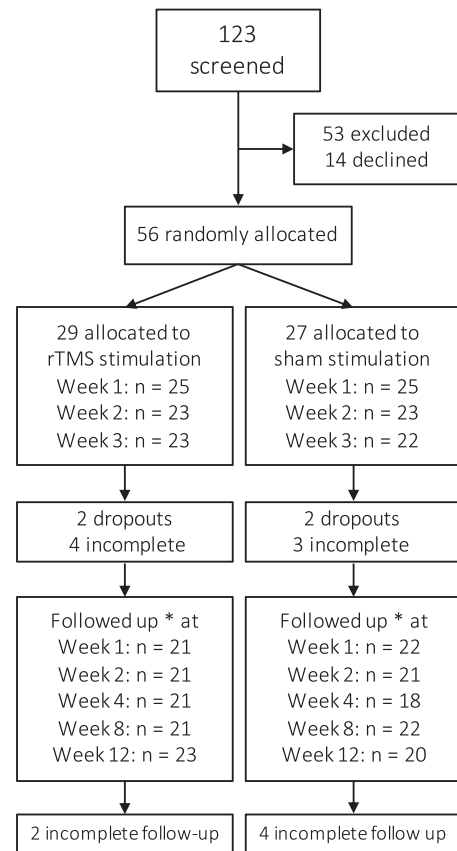 123
screened
53 excluded
14 declined
56 randomly allocated
29 allocated to
rTMS stimulation
Week 1: n = 25
Week 2: n = 23
Week 3: n = 23
27 allocated to
sham stimulation
Week 1: n = 25
Week 2: n = 23
Week 3: n = 22
2 dropouts
4 incomplete
2 dropouts
3 incomplete
Followed up * at
Week 1: n = 21
Week 2: n = 21
Week 4: n = 21
Week 8: n = 21
Week 12: n = 23
Followed up * at
Week 1: n = 22
Week 2: n = 21
Week 4: n = 18
Week 8: n = 22
Week 12: n = 20
2 incomplete follow-up
4 incomplete follow up